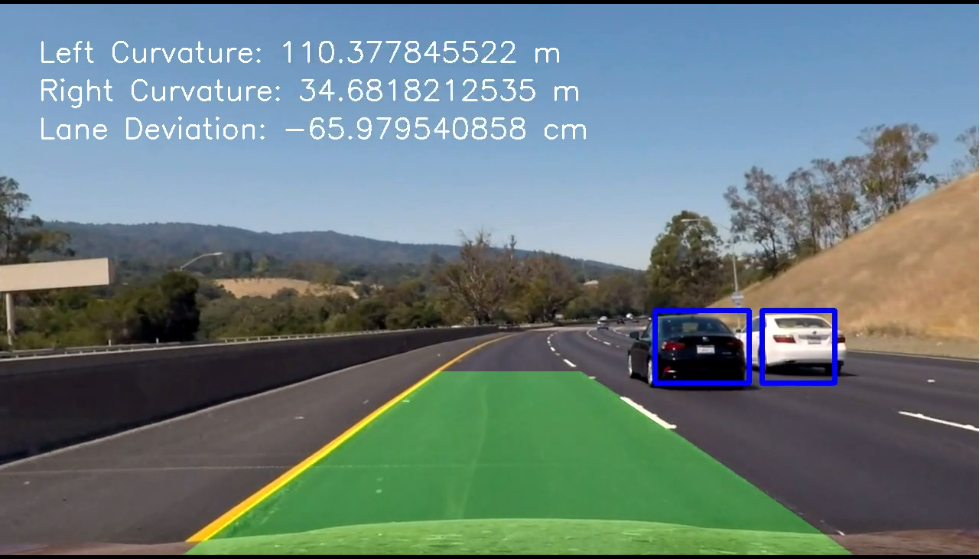 Left Curvature: 110.377845522 m
Right Curvature: 34.6818212535 m
Lane Deviation: −65.979540858 cm